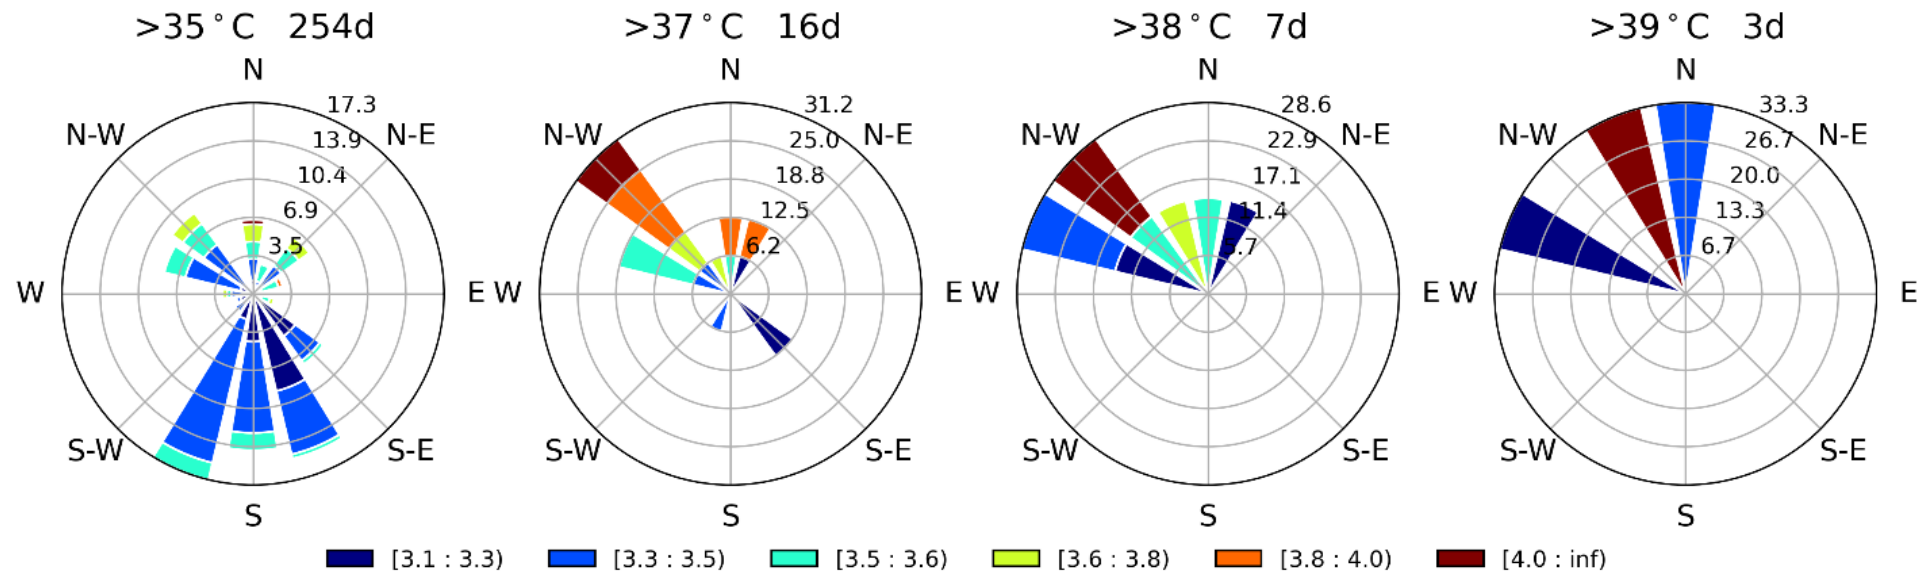 >35°C 254d
N
17.3
N-W
N-E
13.9
10.4
6.9
3.5
W
E
S-W
S-E
S
>37°C 16d
N
31.2
N-W
N-E
25.0
18.8
12.5
6.2
W
E
S-W
S-E
S
>38°C 7d
N
28.6
N-W
N-E
22.9
17.1
11.4
5.7
W
E
S-W
S-E
S
>39°C 3d
N
33.3
N-W
N-E
26.7
20.0
13.3
6.7
W
E
S-W
S-E
S
[3.1 : 3.3)
[3.3 : 3.5)
[3.5 : 3.6)
[3.6 : 3.8)
[3.8 : 4.0)
[4.0 : inf)